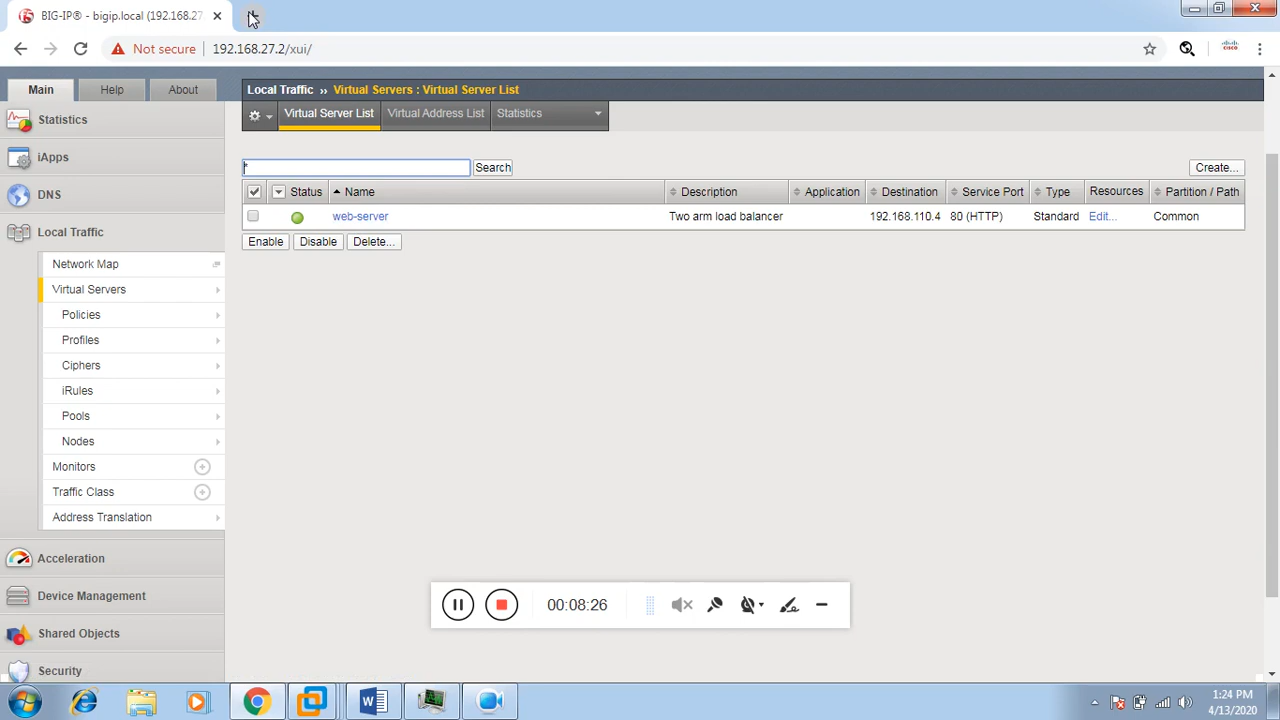 BIG-IP® - bigip.local (192.168.27
Not secure | 192.168.27.2/xui/
Main Help About
Local Traffic ›› Virtual Servers : Virtual Server List
Virtual Server List Virtual Address List Statistics
Statistics
iApps
DNS
Local Traffic
Network Map
Virtual Servers
Policies
Profiles
Ciphers
iRules
Pools
Nodes
Monitors
Traffic Class
Address Translation
Acceleration
Device Management
Shared Objects
Security
* Search Create...
Status Name Description Application Destination Service Port Type Resources Partition / Path
web-server Two arm load balancer 192.168.110.4 80 (HTTP) Standard Edit... Common
Enable Disable Delete...
00:08:26
1:24 PM
4/13/2020